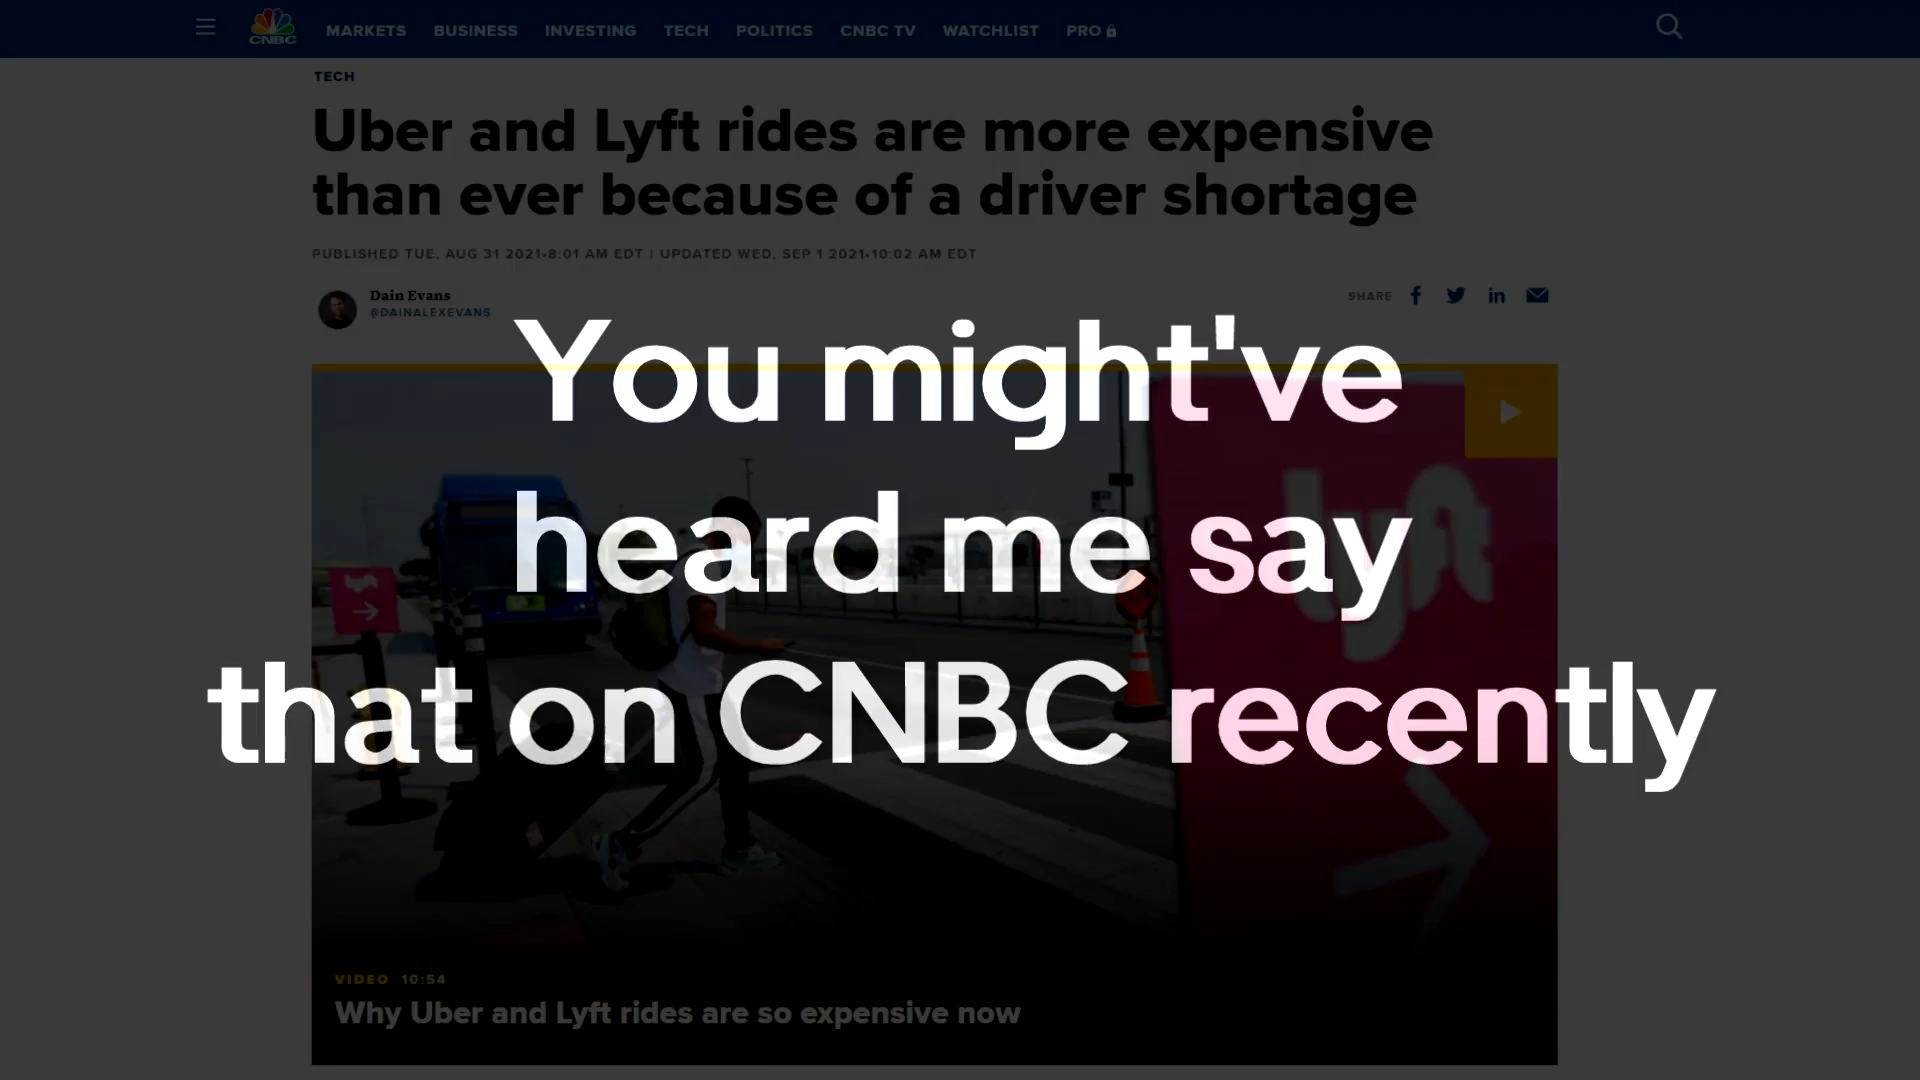 CNBC
MARKETS BUSINESS INVESTING TECH POLITICS CNBC TV WATCHLIST PRO
TECH
Uber and Lyft rides are more expensive
than ever because of a driver shortage
PUBLISHED TUE, AUG 31 2021•8:01 AM EDT | UPDATED WED, SEP 1 2021•10:02 AM EDT
Dain Evans
@DAINALEXEVANS
SHARE
You might've
heard me say
that on CNBC recently
lyft
lyft
VIDEO 10:54
Why Uber and Lyft rides are so expensive now